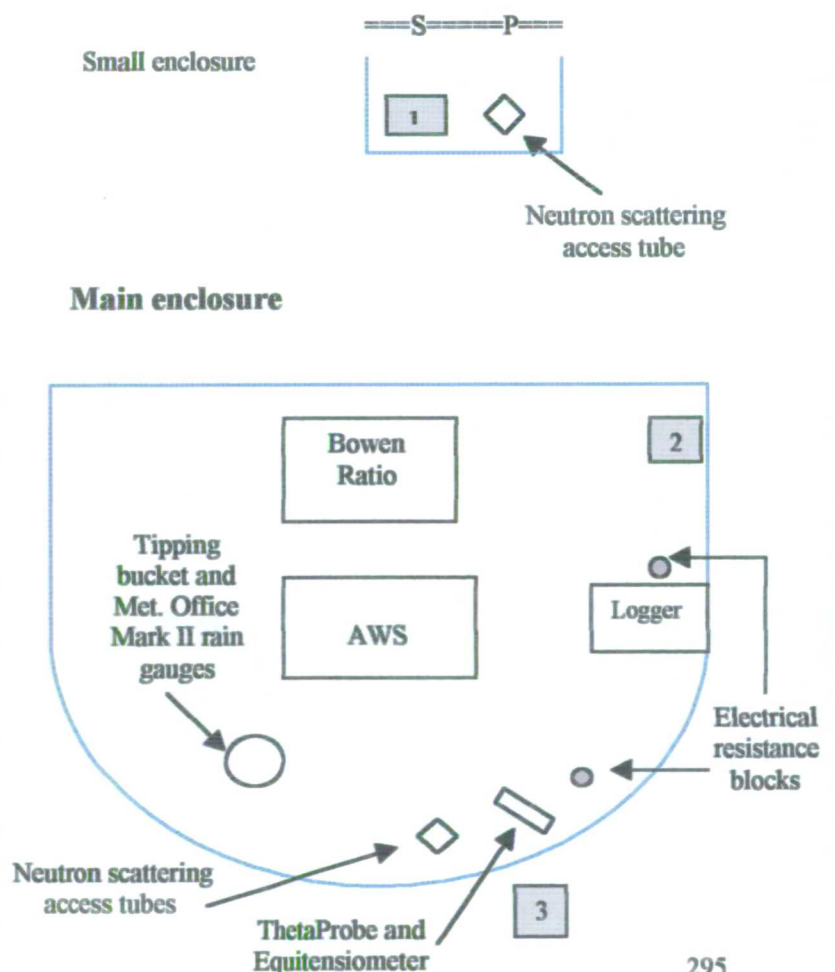 ===S=====P===
Small enclosure
1
Neutron scattering
access tube
Main enclosure
Bowen
Ratio
2
Tipping
bucket and
Met. Office
Mark II rain
gauges
AWS
Logger
Electrical
resistance
blocks
Neutron scattering
access tubes
ThetaProbe and
Equitensiometer
3
295